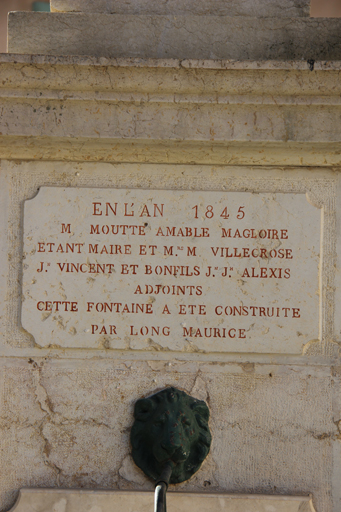 EN L'AN 1845
M. MOUTTE AMABLE MAGLOIRE
ETANT MAIRE ET M.RS M. VILLECROSE
J.H VINCENT ET BONFILS J.H J.N ALEXIS
ADJOINTS
CETTE FONTAINE A ETE CONSTRUITE
PAR LONG MAURICE